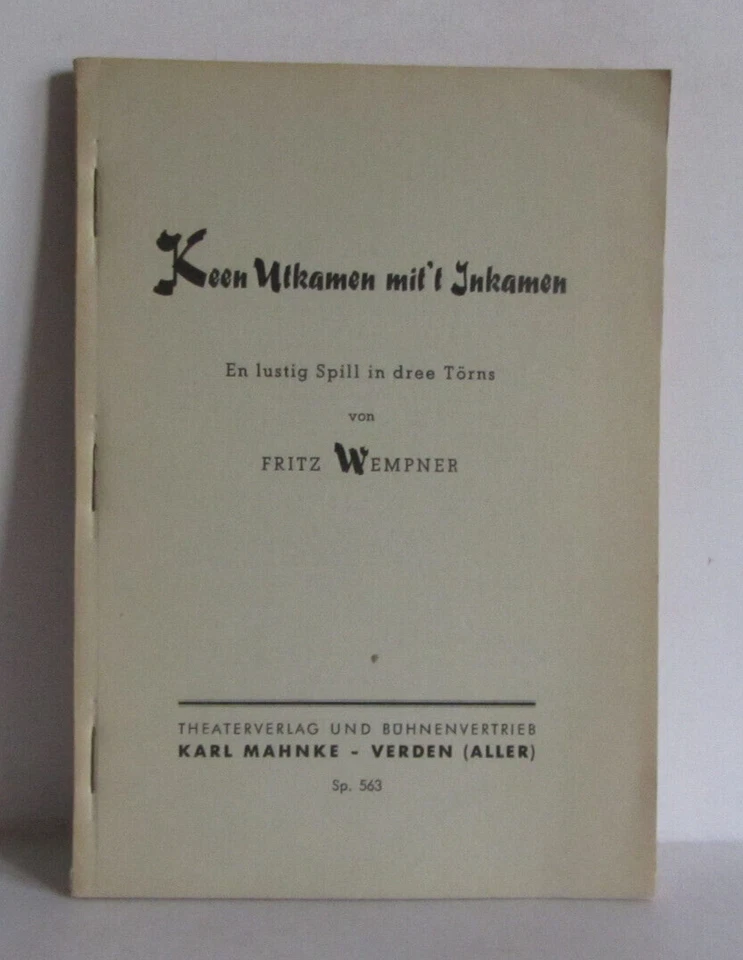 Keen Utkamen mit't Inkamen
En lustig Spill in dree Törns
von
FRITZ WEMPNER
THEATERVERLAG UND BÜHNENVERTRIEB
KARL MAHNKE - VERDEN (ALLER)
Sp. 563